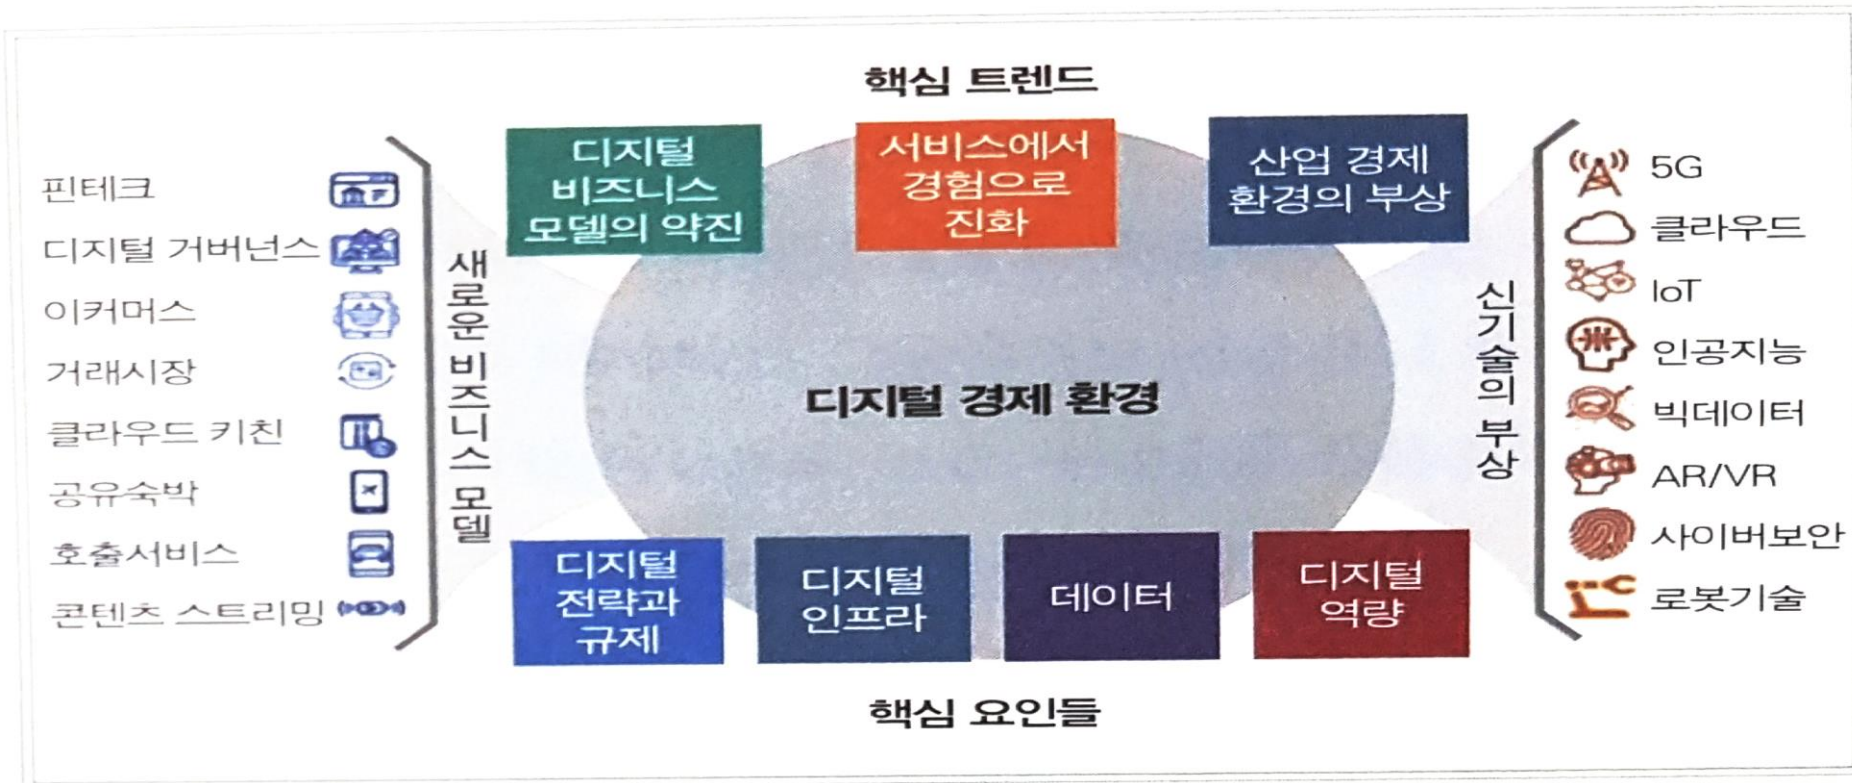 핵심 트렌드
디지털
비즈니스
모델의 약진
서비스에서
경험으로
진화
산업 경제
환경의 부상
핀테크
디지털 거버넌스
이커머스
거래시장
클라우드 키친
공유숙박
호출서비스
콘텐츠 스트리밍
새로운 비즈니스 모델
디지털 경제 환경
신기술의 부상
5G
클라우드
IoT
인공지능
빅데이터
AR/VR
사이버보안
로봇기술
디지털
전략과
규제
디지털
인프라
데이터
디지털
역량
핵심 요인들